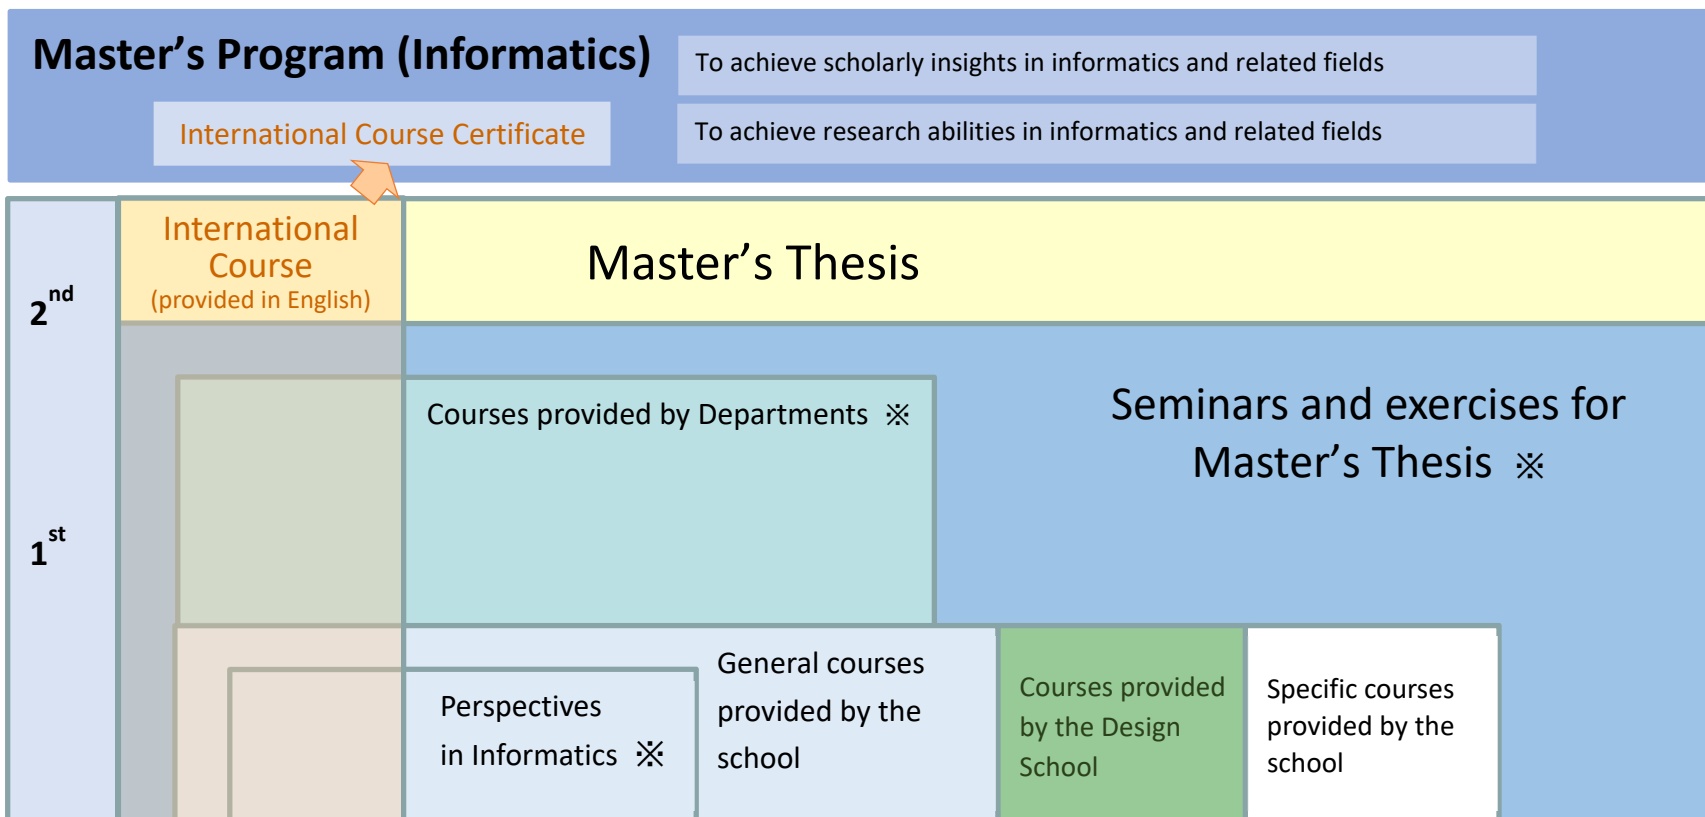 Master’s Program (Informatics)
To achieve scholarly insights in informatics and related fields
International Course Certificate
To achieve research abilities in informatics and related fields
International
Course
(provided in English)
Master’s Thesis
2nd
Courses provided by Departments ※
Seminars and exercises for
Master’s Thesis ※
1st
Perspectives
in Informatics ※
General courses
provided by the
school
Courses provided
by the Design
School
Specific courses
provided by the
school